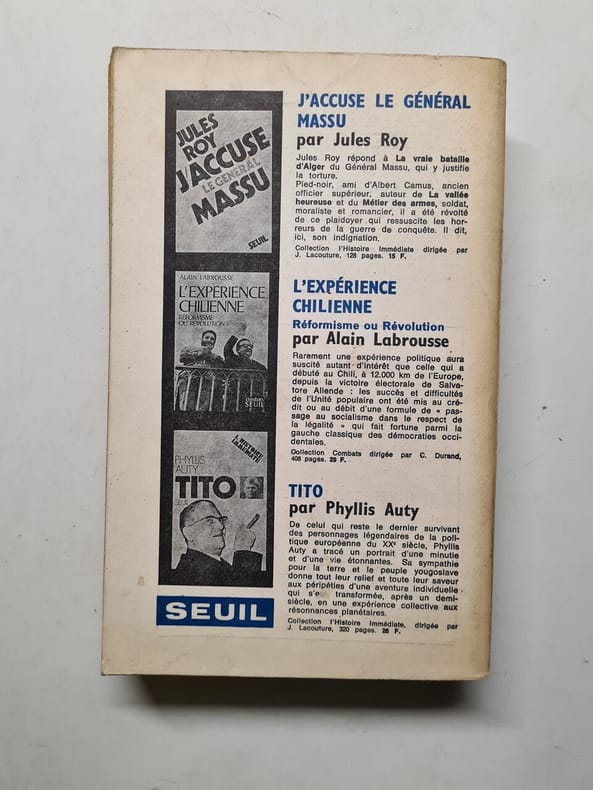 JULES
ROY
J'ACCUSE
LE GÉNÉRAL
MASSU
SEUIL
J'ACCUSE LE GÉNÉRAL
MASSU
par Jules Roy
Jules Roy répond à La vraie bataille
d'Alger du Général Massu, qui y justifie
la torture.
Pied-noir, ami d'Albert Camus, ancien
officier supérieur, auteur de La vallée
heureuse et du Métier des armes, soldat,
moraliste et romancier, il a été révolté
de ce plaidoyer qui ressuscite les hor-
reurs de la guerre de conquête. Il dit,
ici, son indignation.
Collection l'Histoire Immédiate dirigée par
J. Lacouture, 128 pages. 15 F.
ALAIN LABROUSSE
L'EXPÉRIENCE
CHILIENNE
RÉFORMISME
OU RÉVOLUTION?
combats
SEUIL
L'EXPÉRIENCE
CHILIENNE
Réformisme ou Révolution
par Alain Labrousse
Rarement une expérience politique aura
suscité autant d'intérêt que celle qui a
débuté au Chili, à 12.000 km de l'Europe,
depuis la victoire électorale de Salva-
tore Allende : les succès et difficultés
de l'Unité populaire ont été mis au cré-
dit ou au débit d'une formule de « pas-
sage au socialisme dans le respect de
la légalité » qui fait fortune parmi la
gauche classique des démocraties occi-
dentales.
Collection Combats dirigée par C. Durand,
408 pages. 29 F.
L'HISTOIRE
IMMÉDIATE
PHYLLIS
AUTY
TITO
SEUIL
TITO
par Phyllis Auty
De celui qui reste le dernier survivant
des personnages légendaires de la poli-
tique européenne du XXe siècle, Phyllis
Auty a tracé un portrait d'une minutie
et d'une vie étonnantes. Sa sympathie
pour la terre et le peuple yougoslave
donne tout leur relief et toute leur saveur
aux péripéties d'une aventure individuelle
qui s'e transformée, après un demi-
siècle, en une expérience collective aux
résonnances planétaires.
Collection l'Histoire Immédiate, dirigée par
J. Lacouture, 320 pages. 26 F.
SEUIL